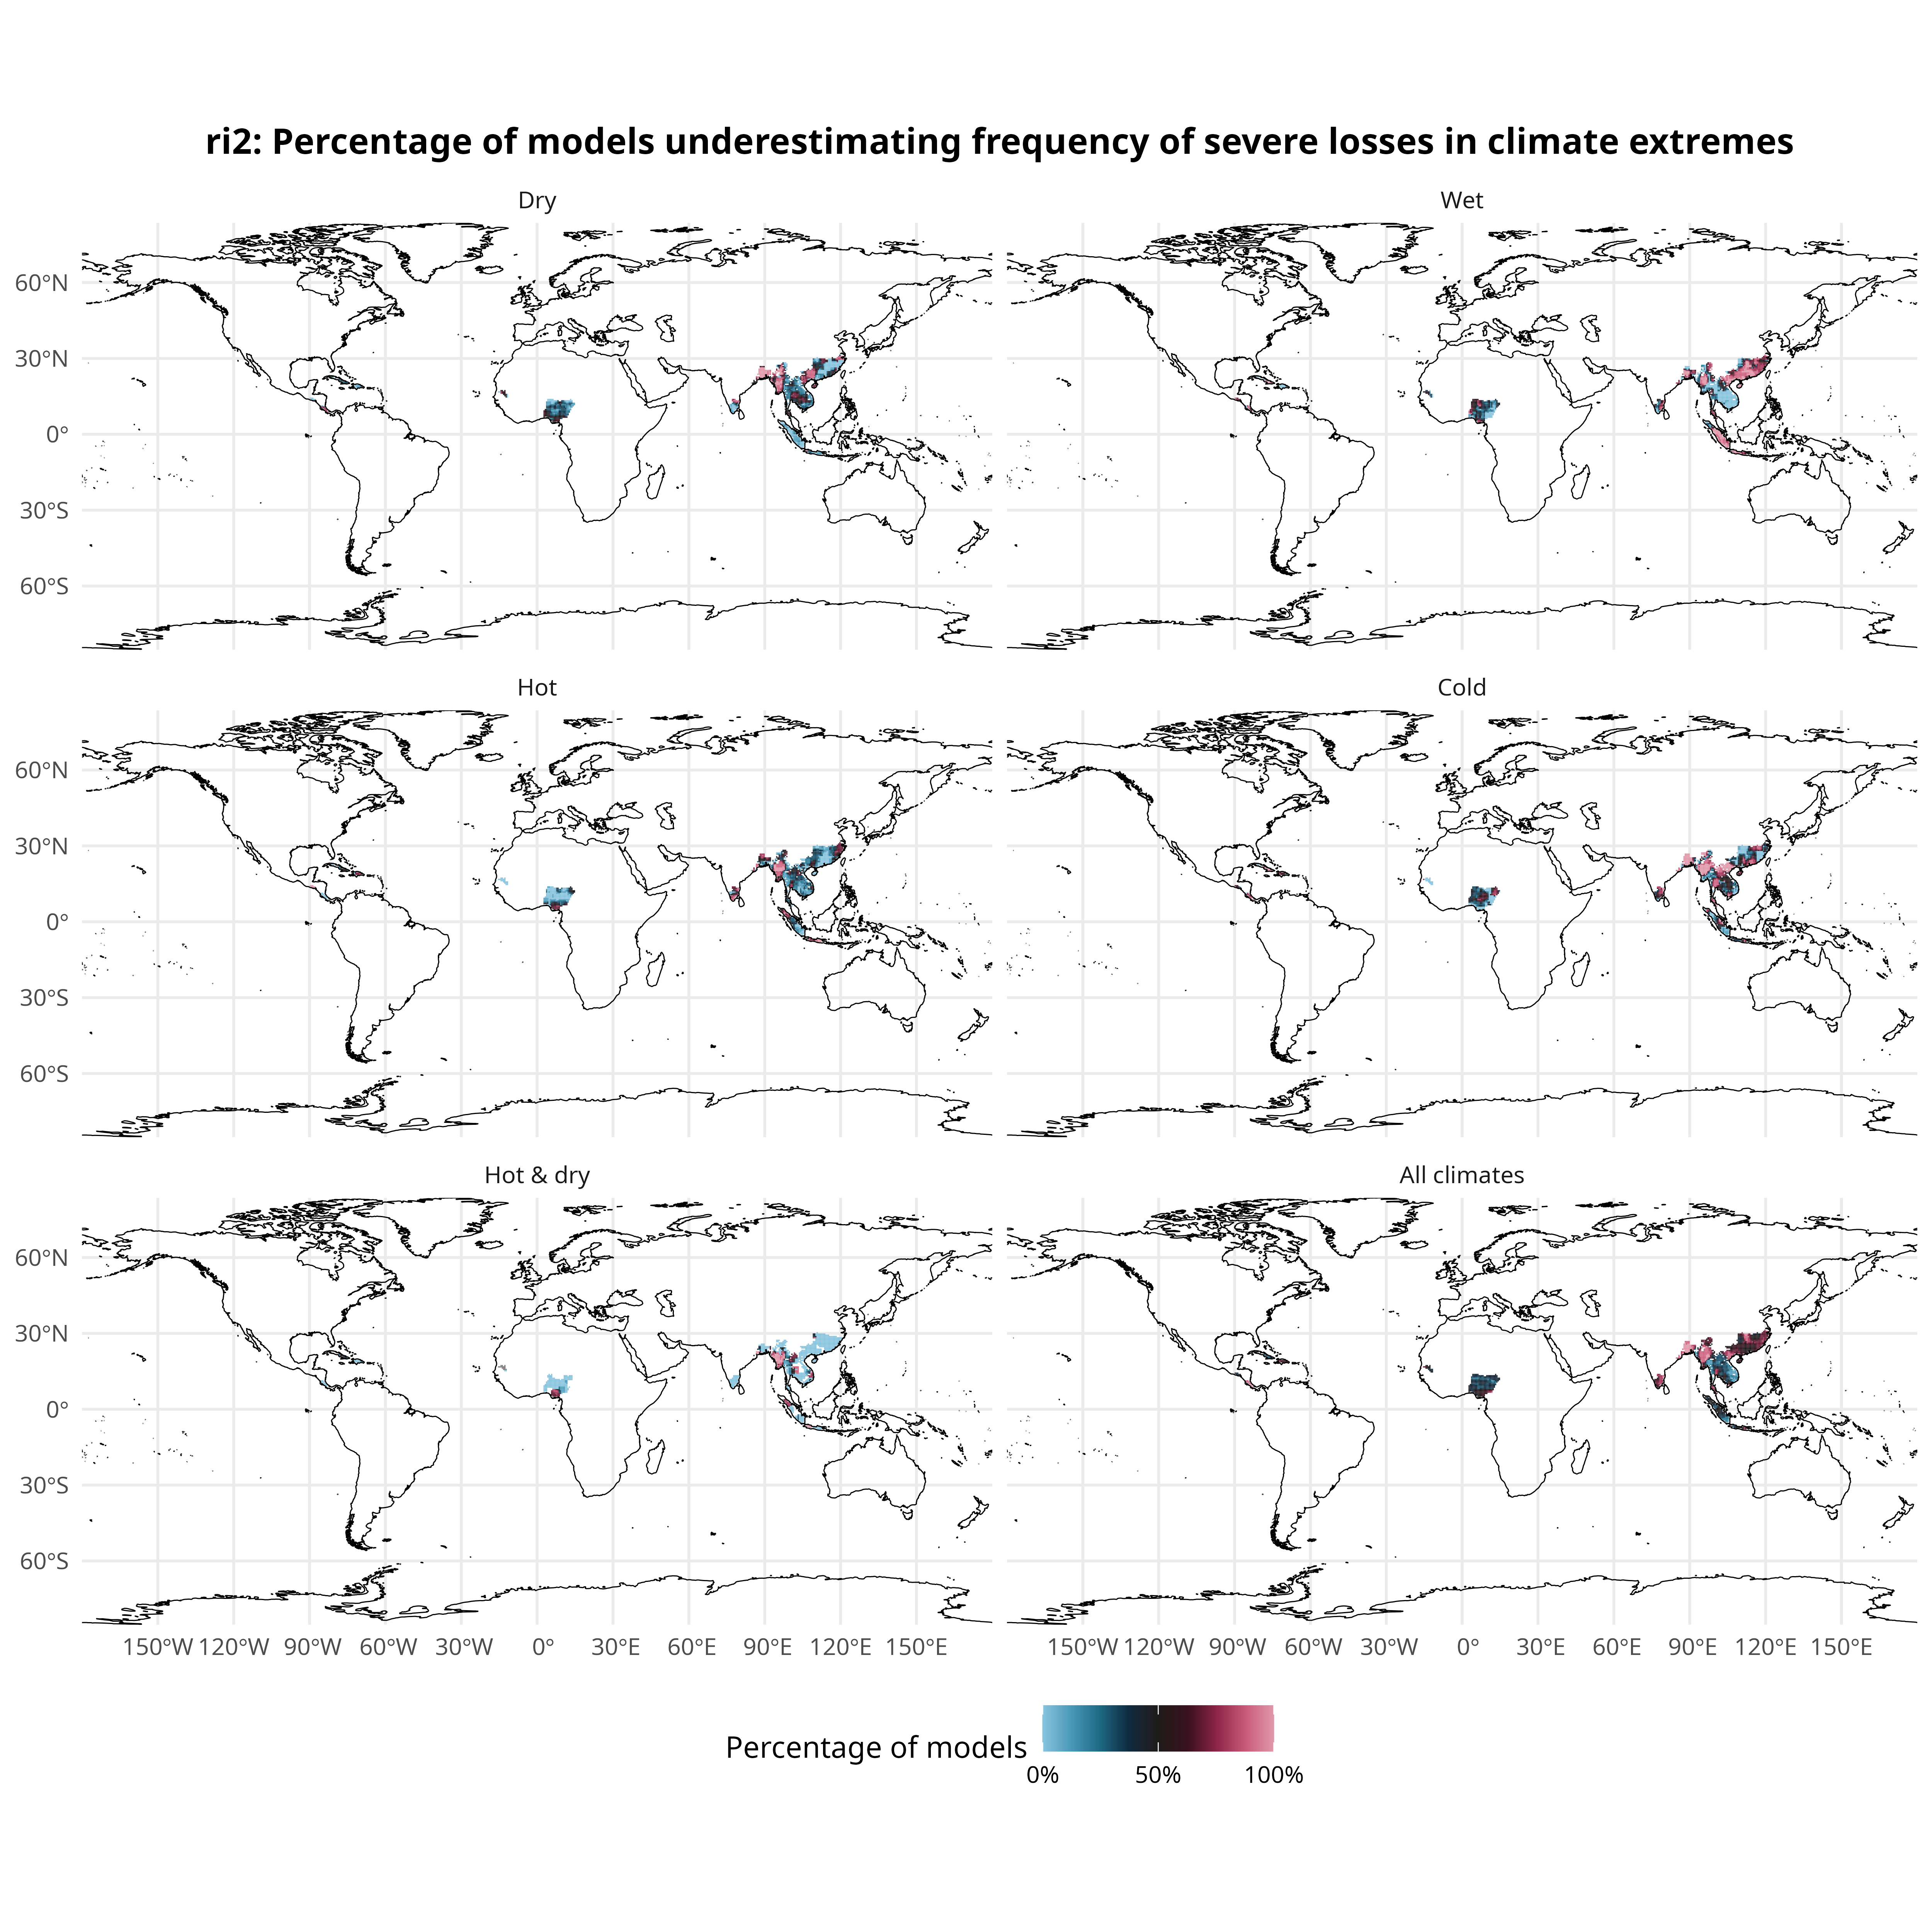 ri2: Percentage of models underestimating frequency of severe losses in climate extremes
Dry
Wet
60°N
30°N
0°
30°S
60°S
Hot
Cold
60°N
30°N
0°
30°S
60°S
Hot & dry
All climates
60°N
30°N
0°
30°S
60°S
150°W 120°W 90°W 60°W 30°W 0° 30°E 60°E 90°E 120°E 150°E
150°W 120°W 90°W 60°W 30°W 0° 30°E 60°E 90°E 120°E 150°E
Percentage of models
0% 50% 100%